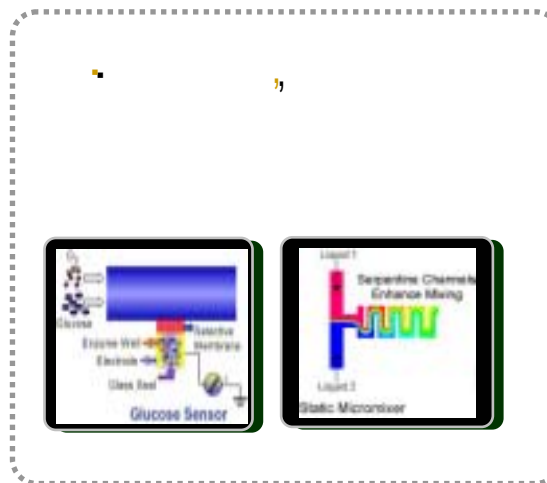 ,
O2
Glucose
Selective
Membrane
Enzyme Well
Electrode
Glass Seal
Glucose Sensor
Liquid 1
Serpentine Channels
Enhance Mixing
Liquid 2
Static Micromixer